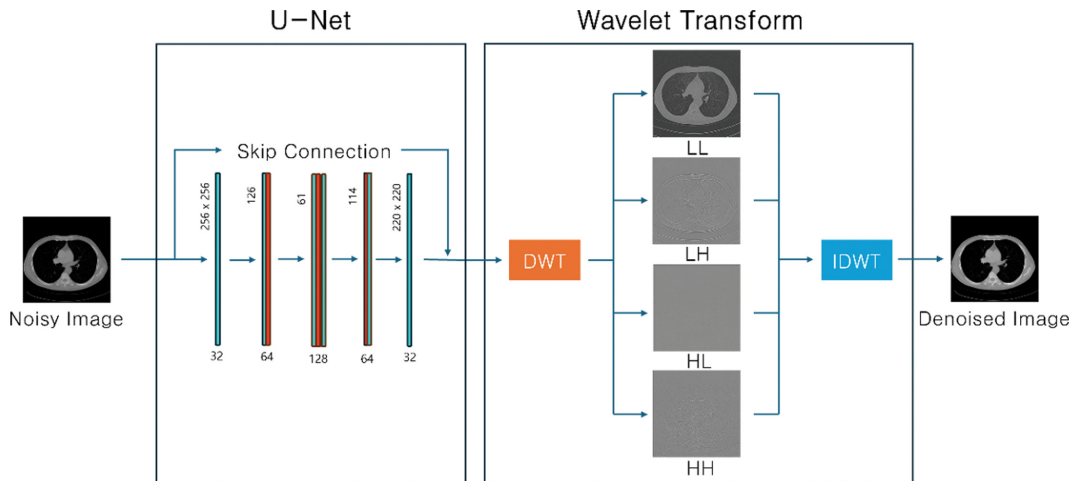 U-Net
Wavelet Transform
Skip Connection
256 x 256
126
61
114
220 x 220
32
64
128
64
32
Noisy Image
DWT
LL
LH
HL
HH
IDWT
Denoised Image